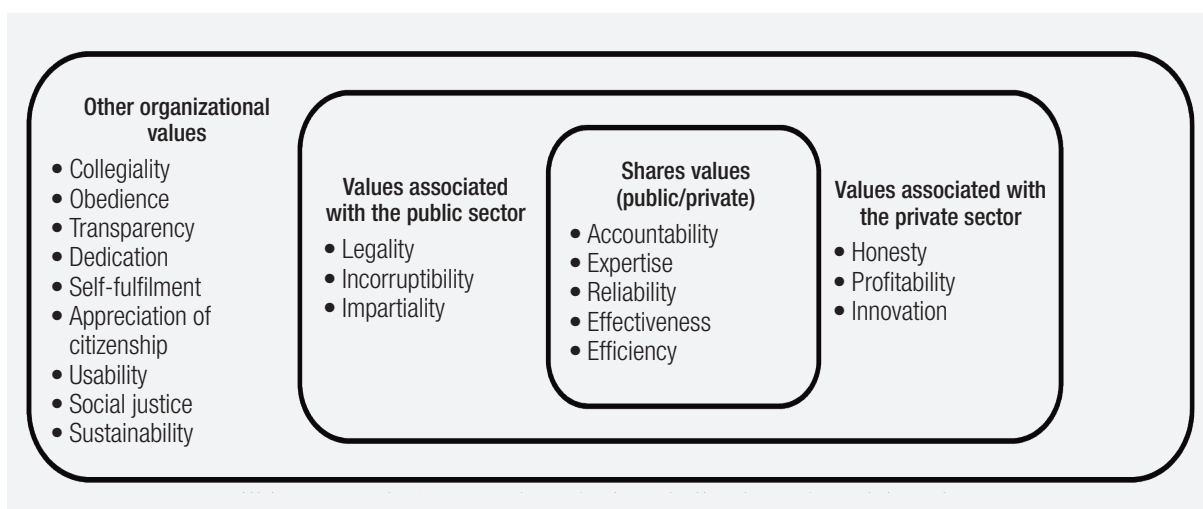 Other organizational
values
• Collegiality
• Obedience
• Transparency
• Dedication
• Self-fulfilment
• Appreciation of
citizenship
• Usability
• Social justice
• Sustainability
Values associated
with the public sector
• Legality
• Incorruptibility
• Impartiality
Shares values
(public/private)
• Accountability
• Expertise
• Reliability
• Effectiveness
• Efficiency
Values associated with
the private sector
• Honesty
• Profitability
• Innovation